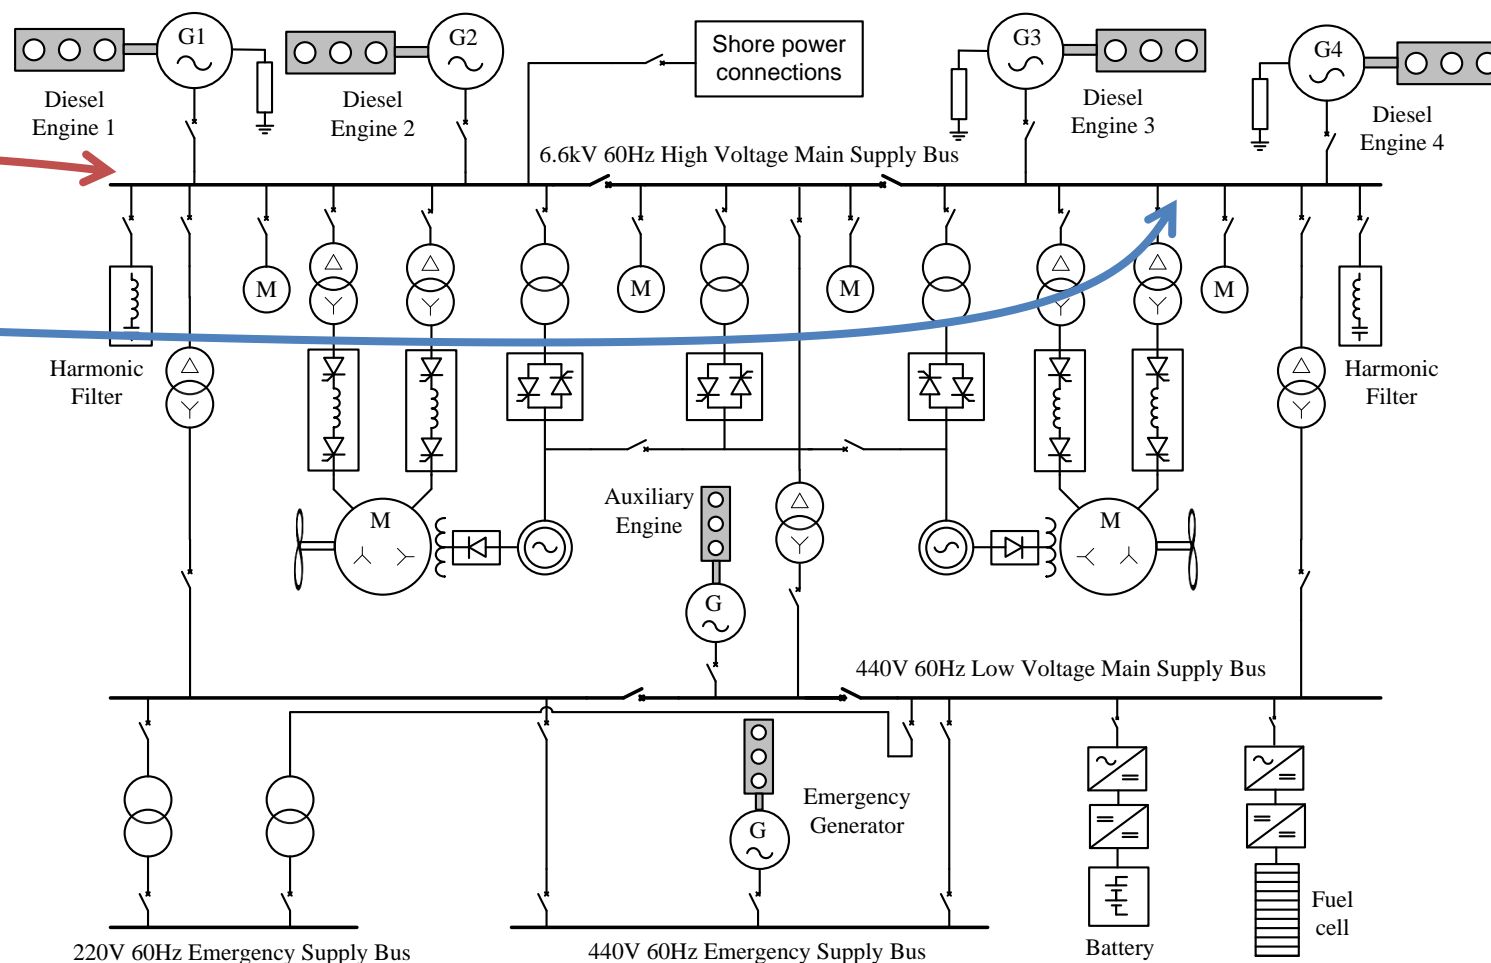 G1
G2
Shore power
connections
G3
G4
Diesel
Engine 1
Diesel
Engine 2
Diesel
Engine 3
Diesel
Engine 4
6.6kV 60Hz High Voltage Main Supply Bus
M
M
M
M
Harmonic
Filter
Harmonic
Filter
Auxiliary
Engine
M
M
G
440V 60Hz Low Voltage Main Supply Bus
Emergency
Generator
G
Fuel
cell
Battery
220V 60Hz Emergency Supply Bus
440V 60Hz Emergency Supply Bus